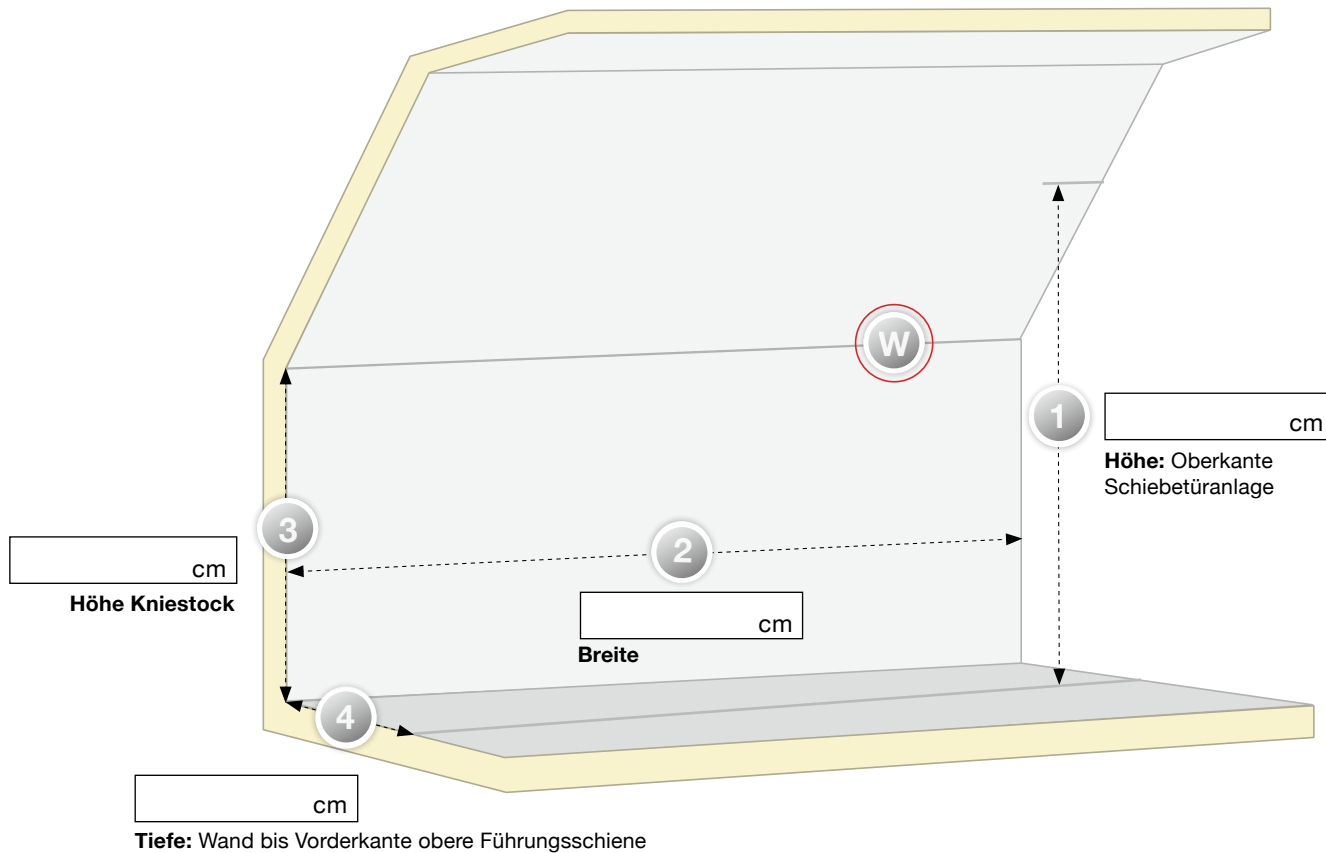 W
1
cm
Höhe: Oberkante
Schiebetüranlage
3
cm
Höhe Kniestock
2
cm
Breite
4
cm
Tiefe: Wand bis Vorderkante obere Führungsschiene